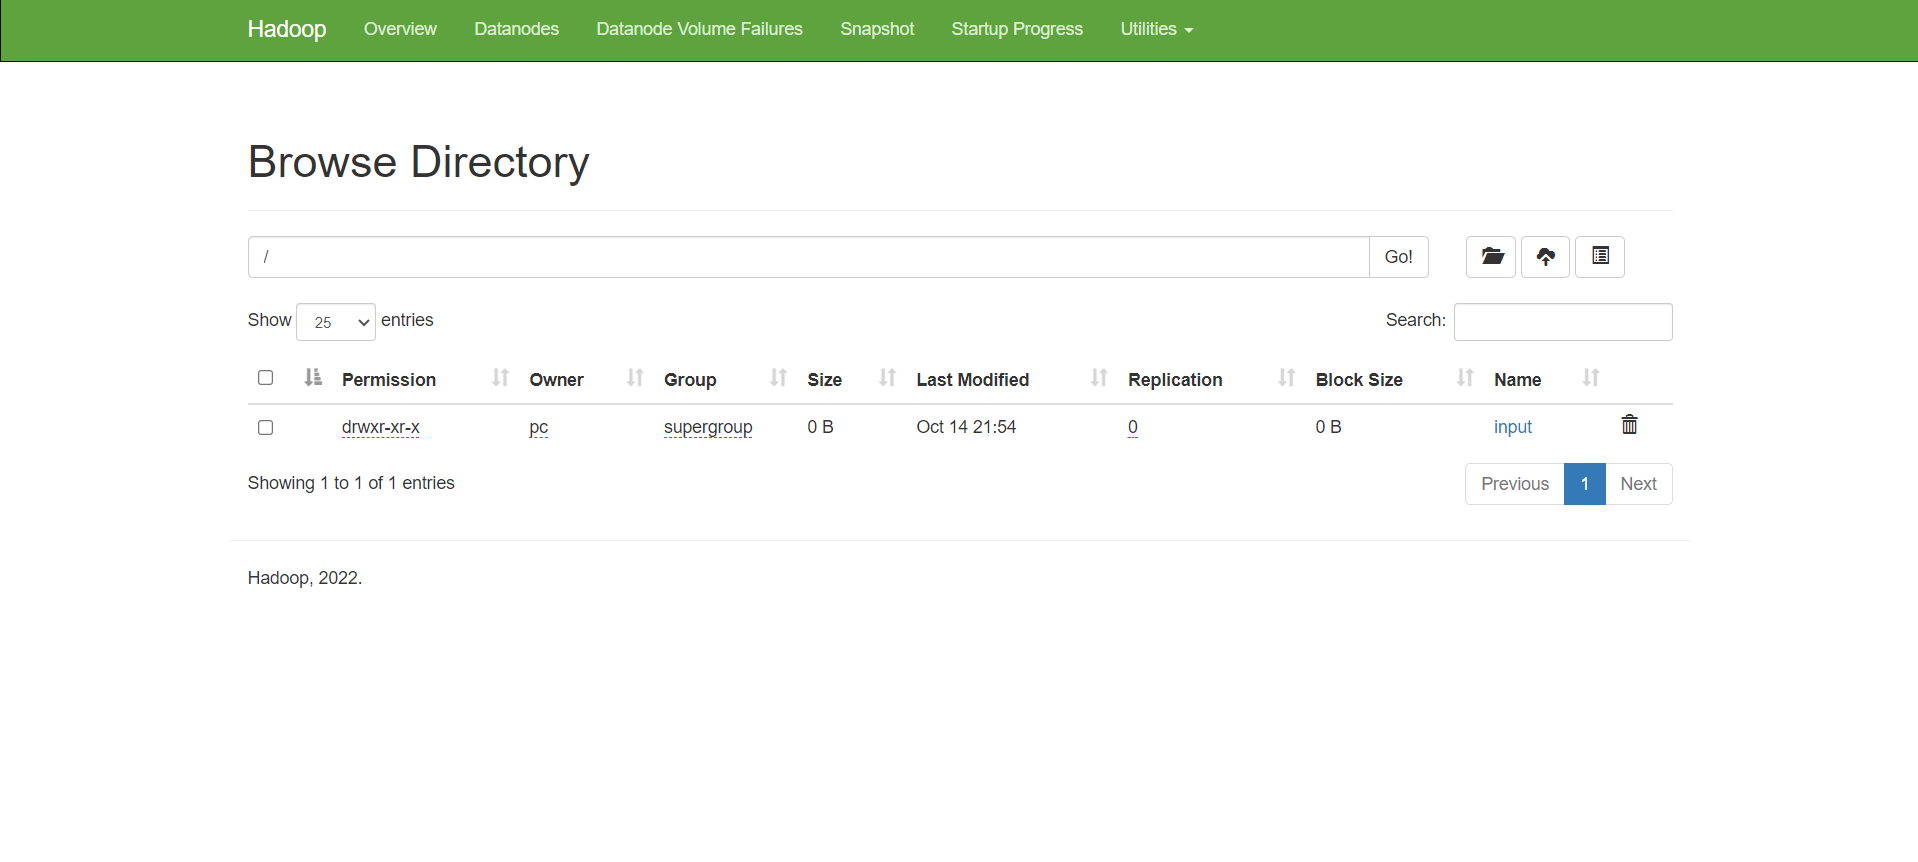 Hadoop Overview Datanodes Datanode Volume Failures Snapshot Startup Progress Utilities
Browse Directory
/ Go!
Show 25 entries Search:
Permission Owner Group Size Last Modified Replication Block Size Name
drwxr-xr-x pc supergroup 0 B Oct 14 21:54 0 0 B input
Showing 1 to 1 of 1 entries Previous 1 Next
Hadoop, 2022.